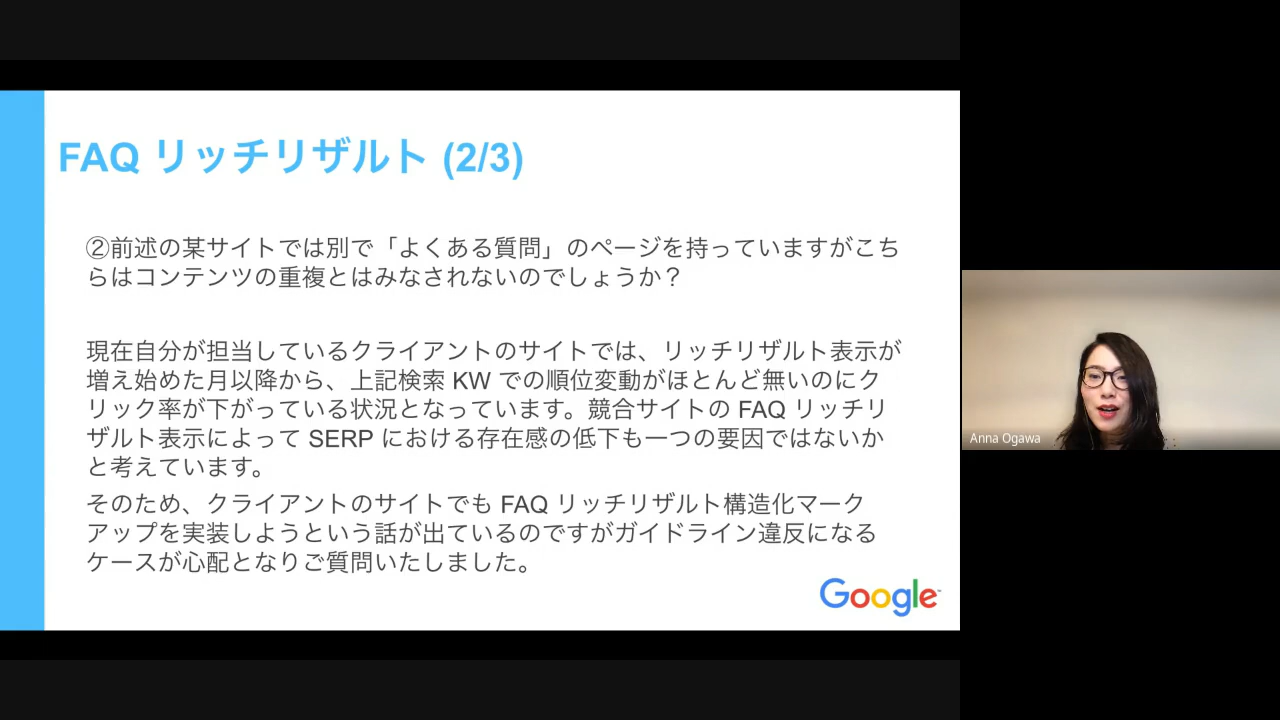 FAQ リッチリザルト (2/3)
②前述の某サイトでは別で「よくある質問」のページを持っていますがこち
らはコンテンツの重複とはみなされないのでしょうか？
現在自分が担当しているクライアントのサイトでは、リッチリザルト表示が
増え始めた月以降から、上記検索 KW での順位変動がほとんど無いのにク
リック率が下がっている状況となっています。競合サイトの FAQ リッチリ
ザルト表示によって SERP における存在感の低下も一つの要因ではないか
と考えています。
そのため、クライアントのサイトでも FAQ リッチリザルト構造化マーク
アップを実装しようという話が出ているのですがガイドライン違反になる
ケースが心配となりご質問いたしました。
Google
Anna Ogawa